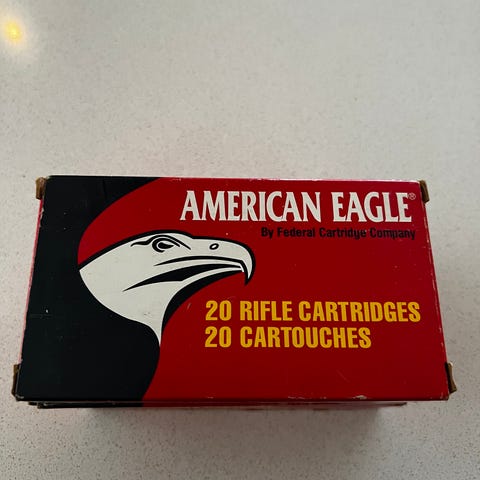 AMERICAN EAGLE®
By Federal Cartridge Company
20 RIFLE CARTRIDGES
20 CARTOUCHES